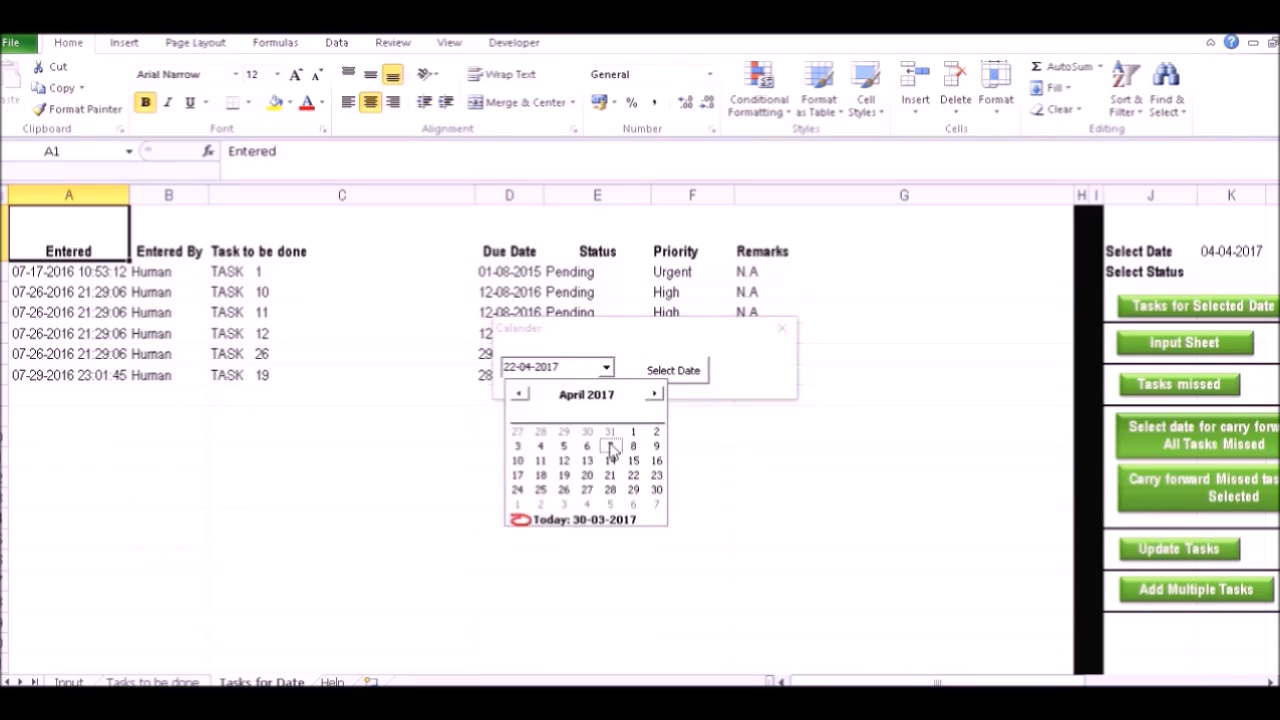 File Home Insert Page Layout Formulas Data Review View Developer
Cut
Copy
Format Painter
Clipboard
Arial Narrow 12 A A
B I U A
Font
Wrap Text
Merge & Center
Alignment
General
% ,
Number
Conditional Formatting
Format as Table
Cell Styles
Styles
Insert Delete Format
Cells
Σ AutoSum
Fill
Clear
Sort & Filter
Find & Select
Editing
A1 fx Entered
A B C D E F G H I J K
Entered Entered By Task to be done Due Date Status Priority Remarks
07-17-2016 10:53:12 Human TASK 1 01-08-2015 Pending Urgent N.A
07-26-2016 21:29:06 Human TASK 10 12-08-2016 Pending High N.A
07-26-2016 21:29:06 Human TASK 11 12-08-2016 Pending High N.A
07-26-2016 21:29:06 Human TASK 12 12
07-26-2016 21:29:06 Human TASK 26 29
07-29-2016 23:01:45 Human TASK 19 28
Calander
22-04-2017 Select Date
April 2017
27 28 29 30 31 1 2
3 4 5 6 7 8 9
10 11 12 13 14 15 16
17 18 19 20 21 22 23
24 25 26 27 28 29 30
1 2 3 4 5 6 7
Today: 30-03-2017
Select Date 04-04-2017
Select Status
Tasks for Selected Date
Input Sheet
Tasks missed
Select date for carry forw
All Tasks Missed
Carry forward Missed tas
Selected
Update Tasks
Add Multiple Tasks
Input Tasks to be done Tasks for Date Help